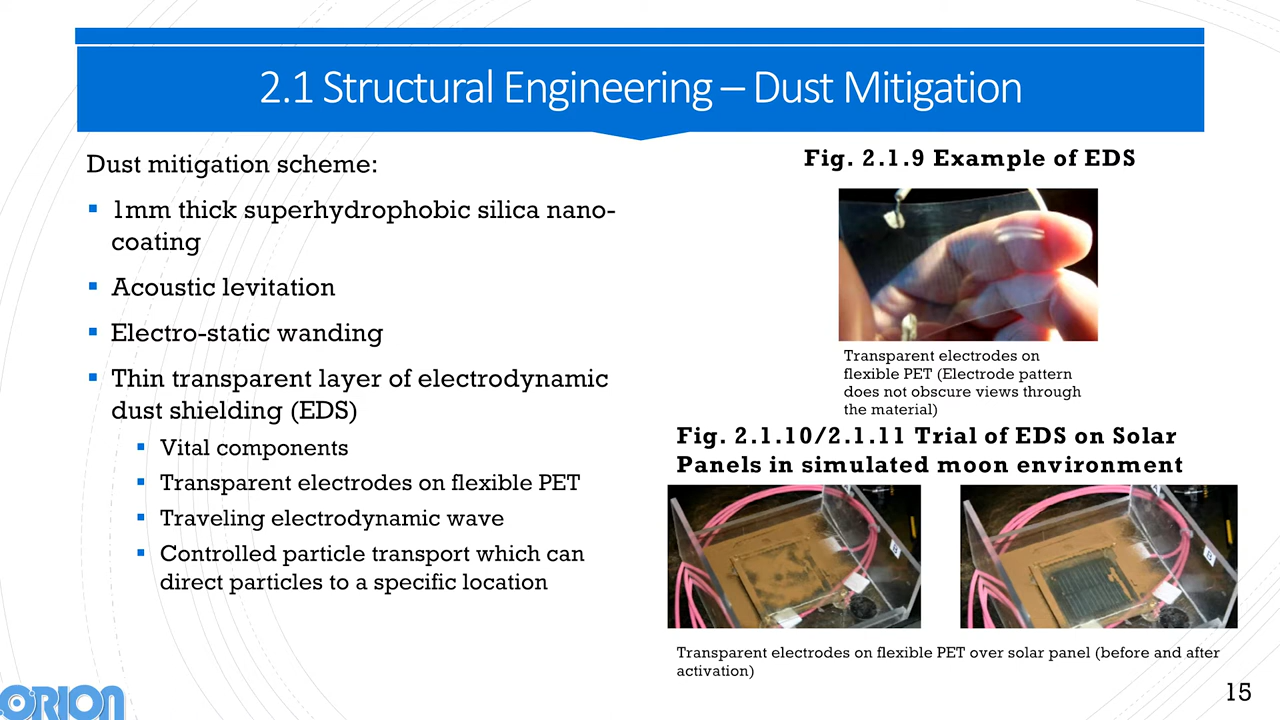 2.1 Structural Engineering – Dust Mitigation
Dust mitigation scheme:
▪ 1mm thick superhydrophobic silica nano-
coating
▪ Acoustic levitation
▪ Electro-static wanding
▪ Thin transparent layer of electrodynamic
dust shielding (EDS)
▪ Vital components
▪ Transparent electrodes on flexible PET
▪ Traveling electrodynamic wave
▪ Controlled particle transport which can
direct particles to a specific location
Fig. 2.1.9 Example of EDS
Transparent electrodes on
flexible PET (Electrode pattern
does not obscure views through
the material)
Fig. 2.1.10/2.1.11 Trial of EDS on Solar
Panels in simulated moon environment
B
B
Transparent electrodes on flexible PET over solar panel (before and after
activation)
ORION
15